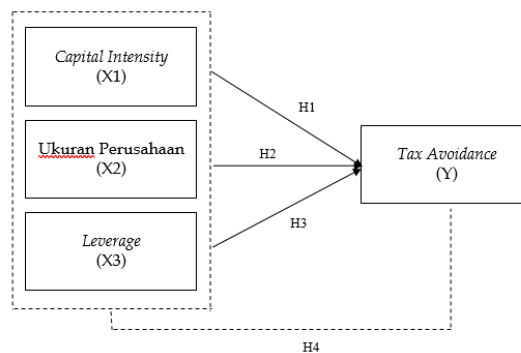 Capital Intensity
(X1)
H1
Ukuran Perusahaan
(X2)
H2
Tax Avoidance
(Y)
Leverage
(X3)
H3
H4